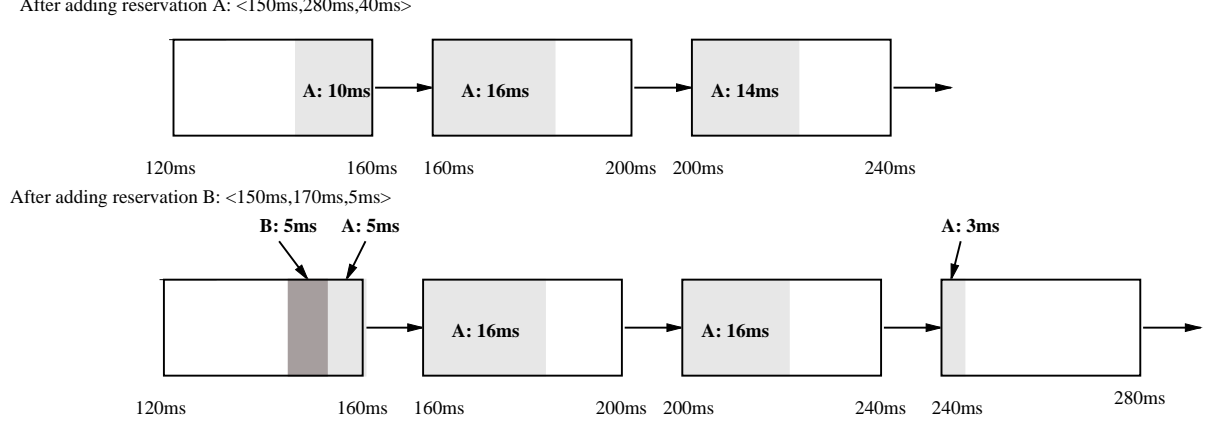 After adding reservation A: <150ms,280ms,40ms>
A: 10ms A: 16ms A: 14ms
120ms 160ms 160ms 200ms 200ms 240ms
After adding reservation B: <150ms,170ms,5ms>
B: 5ms A: 5ms A: 3ms
A: 16ms A: 16ms
120ms 160ms 160ms 200ms 200ms 240ms 240ms 280ms